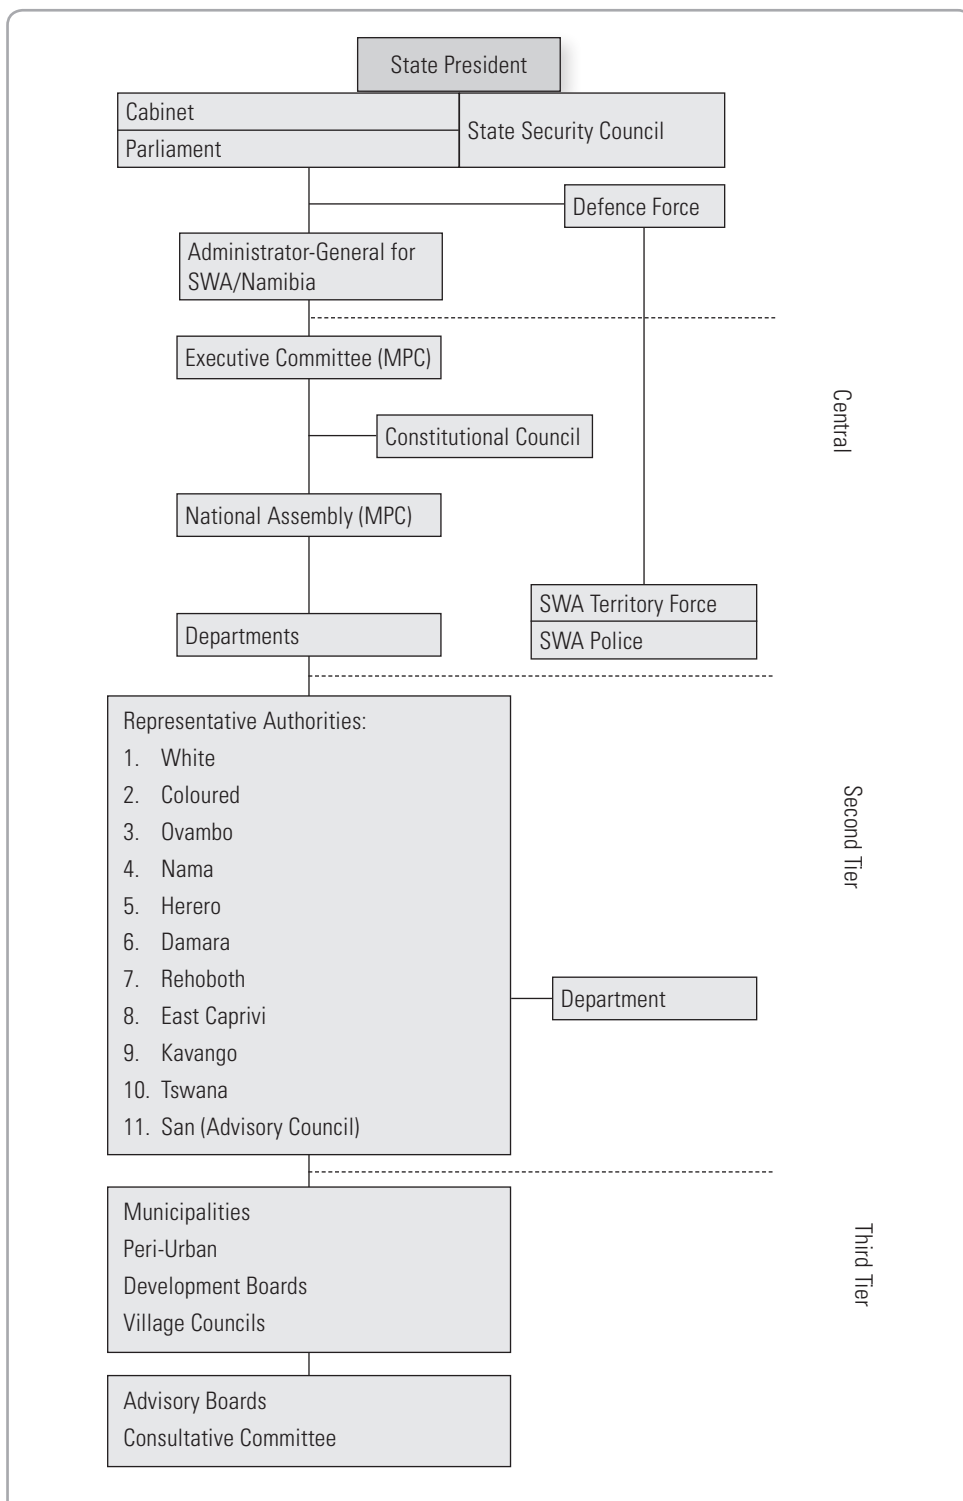 State President
Cabinet
Parliament
State Security Council
Defence Force
Administrator-General for
SWA/Namibia
Executive Committee (MPC)
Central
Constitutional Council
National Assembly (MPC)
SWA Territory Force
SWA Police
Departments
Representative Authorities:
1. White
2. Coloured
3. Ovambo
4. Nama
5. Herero
6. Damara
7. Rehoboth
8. East Caprivi
9. Kavango
10. Tswana
11. San (Advisory Council)
Second Tier
Department
Municipalities
Peri-Urban
Development Boards
Village Councils
Third Tier
Advisory Boards
Consultative Committee